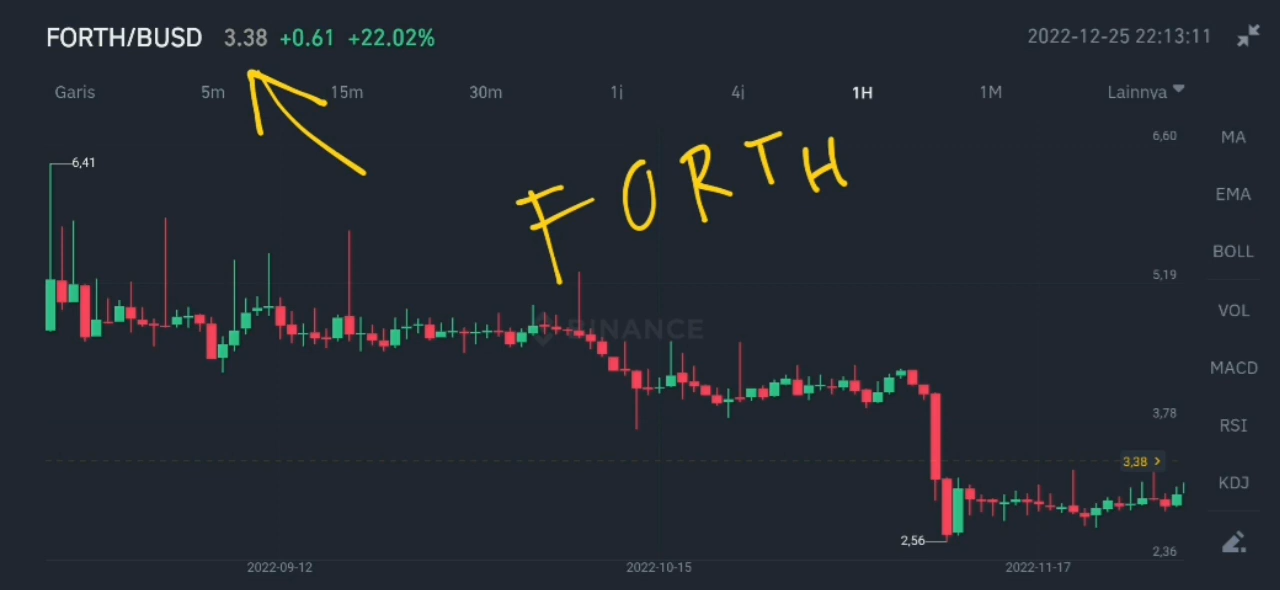 FORTH/BUSD 3.38 +0.61 +22.02% 2022-12-25 22:13:11
Garis 5m 15m 30m 1j 4j 1H 1M Lainnya
6,60
MA
6,41
FORTH
EMA
BOLL
5,19
VOL
BINANCE
MACD
3,78
RSI
3,38 >
KDJ
2,56
2,36
2022-09-12 2022-10-15 2022-11-17